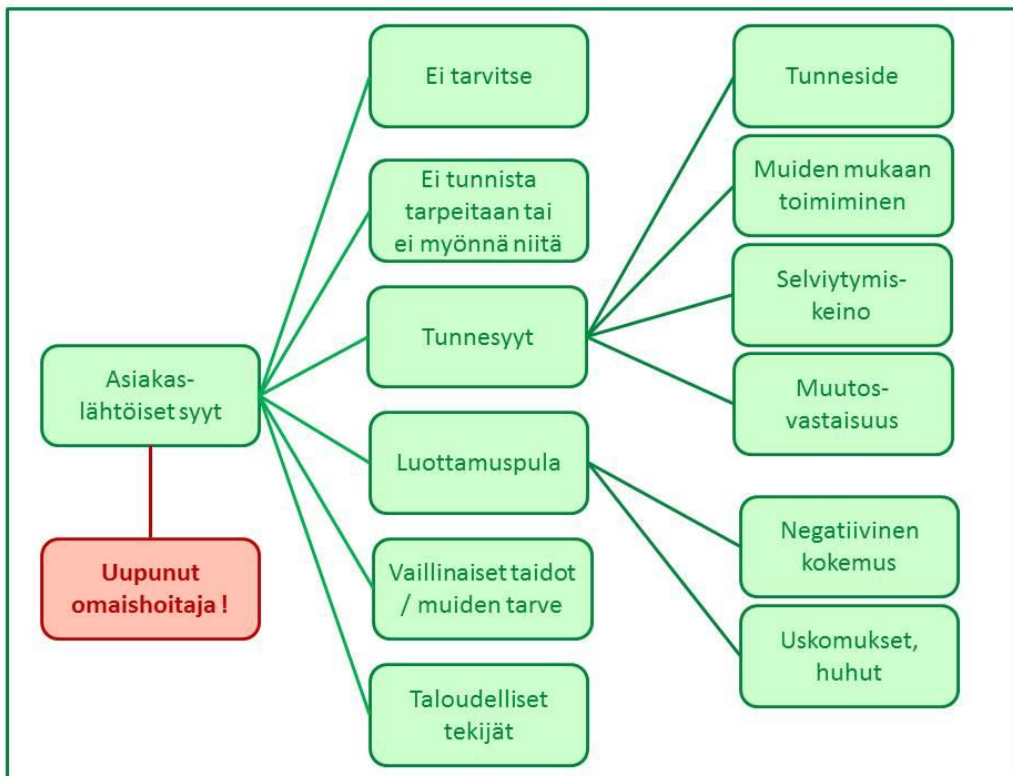 Asiakas-
lähtöiset syyt
Uupunut
omaishoitaja !
Ei tarvitse
Ei tunnista
tarpeitaan tai
ei myönnä niitä
Tunnesyyt
Luottamuspula
Vaillinaiset taidot
/ muiden tarve
Taloudelliset
tekijät
Tunneside
Muiden mukaan
toimiminen
Selviytymis-
keino
Muutos-
vastaisuus
Negatiivinen
kokemus
Uskomukset,
huhut